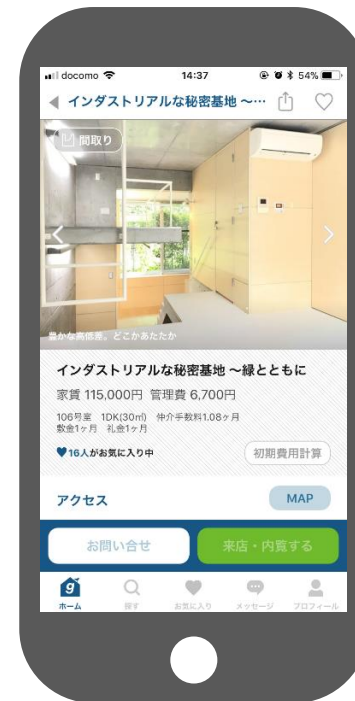 docomo 14:37 54%
インダストリアルな秘密基地 〜…
間取り
豊かな高低差。どこかあたたか
インダストリアルな秘密基地 〜緑とともに
家賃 115,000円 管理費 6,700円
106号室 1DK(30㎡) 仲介手数料1.08ヶ月
敷金1ヶ月 礼金1ヶ月
16人がお気に入り中
初期費用計算
アクセス
MAP
お問い合せ
来店・内覧する
g
ホーム 探す お気に入り メッセージ プロフィール